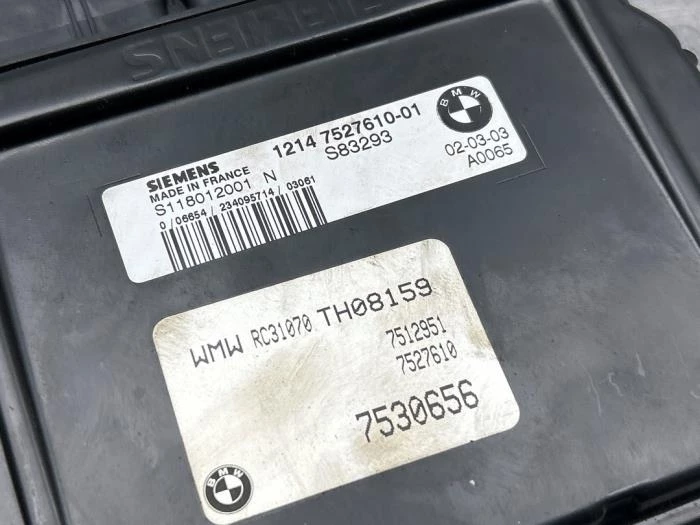 SIEMENS
BMW
SIEMENS
MADE IN FRANCE
1214 7527610-01
S118012001 N
S83293
02-03-03
A0065
0/06654/234095714/03061
WMW RC31070 TH08159
7512951
7527610
7530656
BMW